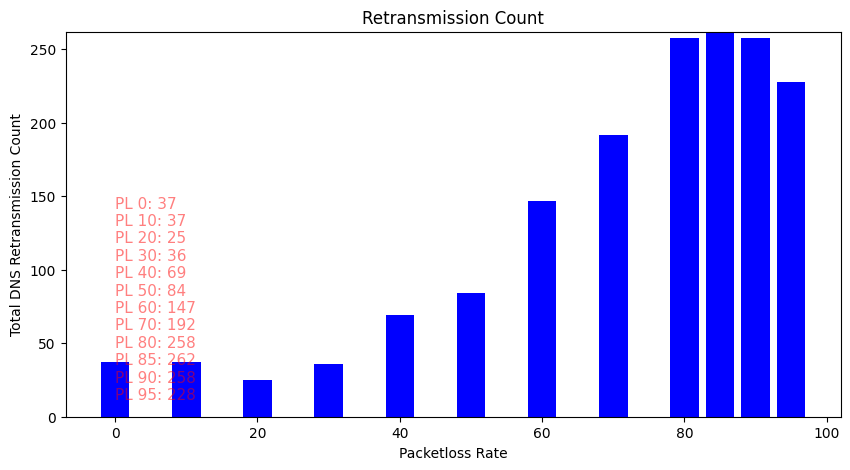 Retransmission Count
Total DNS Retransmission Count
250
200
150
100
50
0
PL 0: 37
PL 10: 37
PL 20: 25
PL 30: 36
PL 40: 69
PL 50: 84
PL 60: 147
PL 70: 192
PL 80: 258
PL 85: 262
PL 90: 258
PL 95: 228
0 20 40 60 80 100
Packetloss Rate